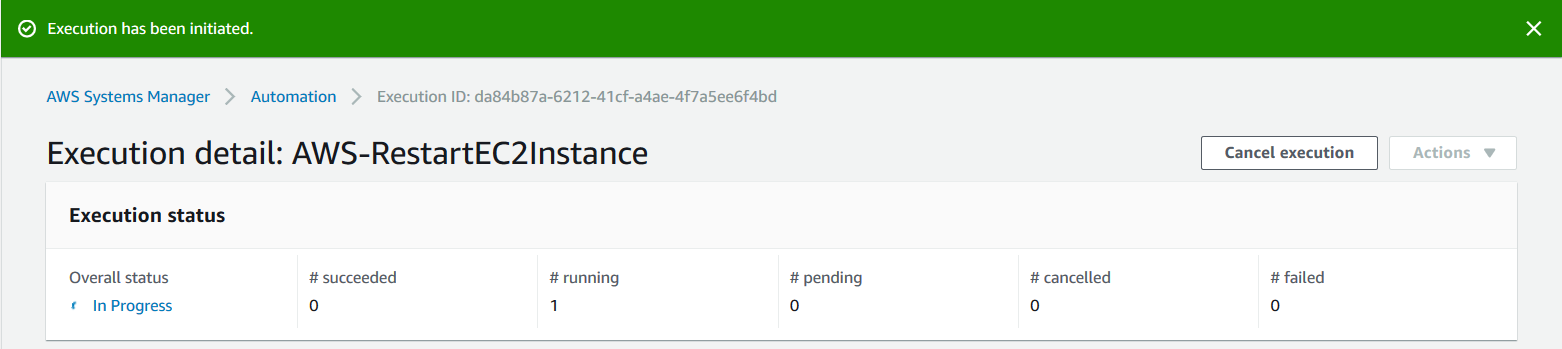 Execution has been initiated.
AWS Systems Manager Automation Execution ID: da84b87a-6212-41cf-a4ae-4f7a5ee6f4bd
Execution detail: AWS-RestartEC2Instance
Cancel execution
Actions
Execution status
Overall status # succeeded # running # pending # cancelled # failed
In Progress 0 1 0 0 0